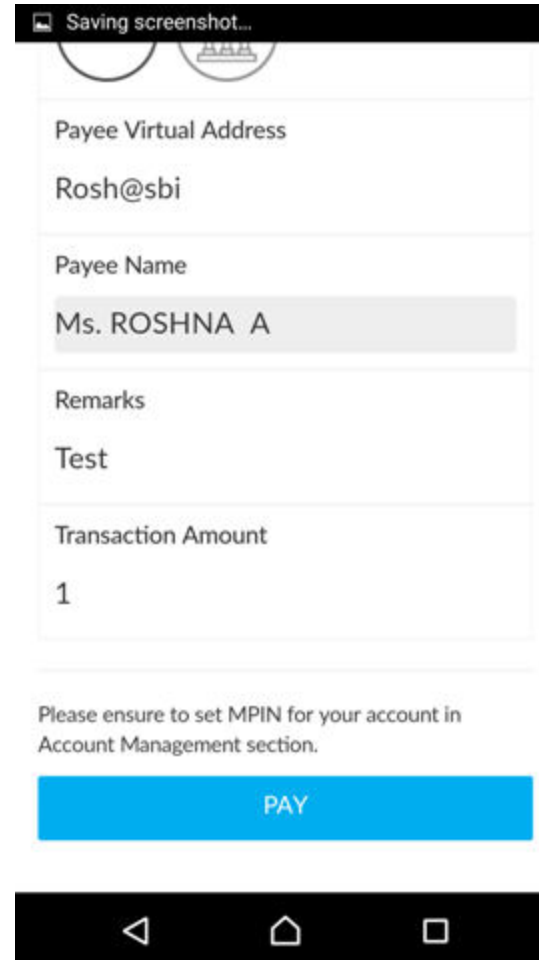 Saving screenshot...
Payee Virtual Address
Rosh@sbi
Payee Name
Ms. ROSHNA  A
Remarks
Test
Transaction Amount
1
Please ensure to set MPIN for your account in
Account Management section.
PAY